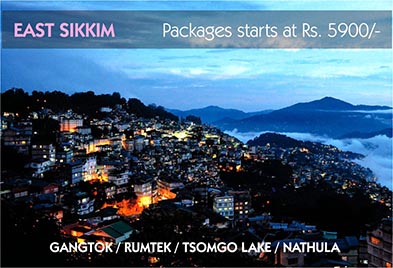 EAST SIKKIM Packages starts at Rs. 5900/-
GANGTOK / RUMTEK / TSOMGO LAKE / NATHULA